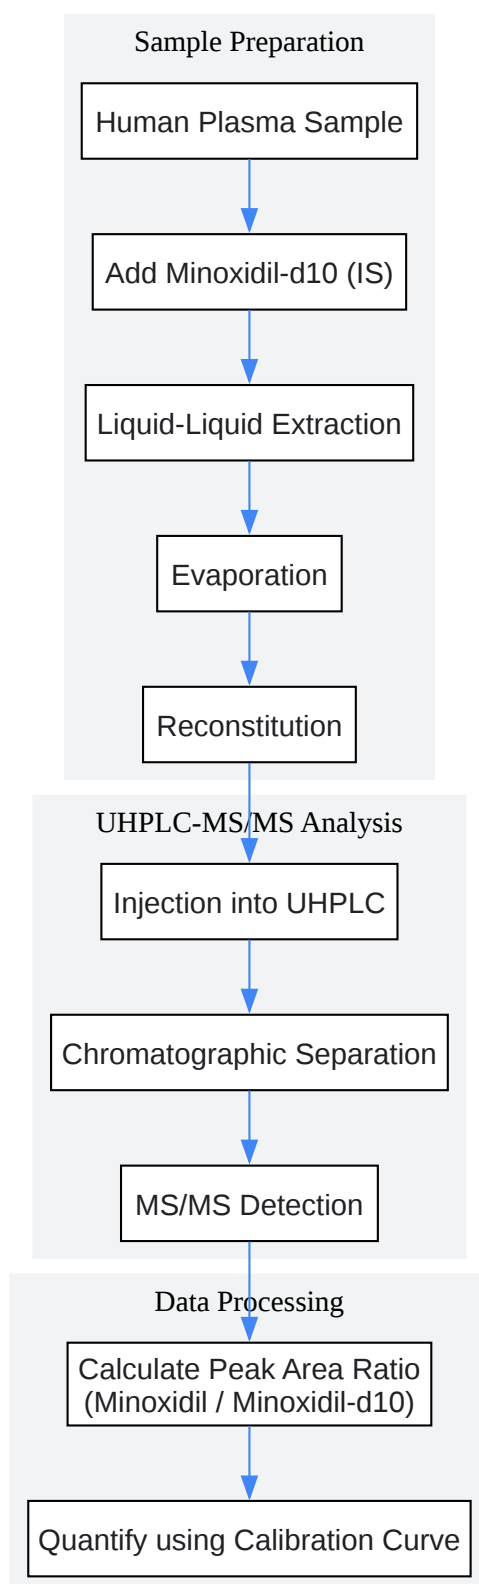 Sample Preparation
Human Plasma Sample
Add Minoxidil-d10 (IS)
Liquid-Liquid Extraction
Evaporation
Reconstitution
UHPLC-MS/MS Analysis
Injection into UHPLC
Chromatographic Separation
MS/MS Detection
Data Processing
Calculate Peak Area Ratio
(Minoxidil / Minoxidil-d10)
Quantify using Calibration Curve